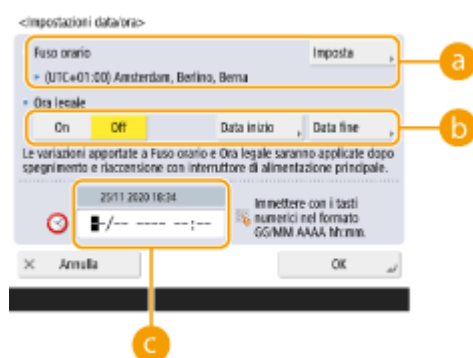 <Impostazioni data/ora>
Fuso orario
Imposta
• (UTC+01:00) Amsterdam, Berlino, Berna
a
• Ora legale
On
Off
Data inizio
Data fine
b
Le variazioni apportate a Fuso orario e Ora legale saranno applicate dopo
spegnimento e riaccensione con interruttore di alimentazione principale.
25/11 2020 18:34
-/-- ---- --:--
Immettere con i tasti
numerici nel formato
GG/MM AAAA hh:mm.
× Annulla
OK
c